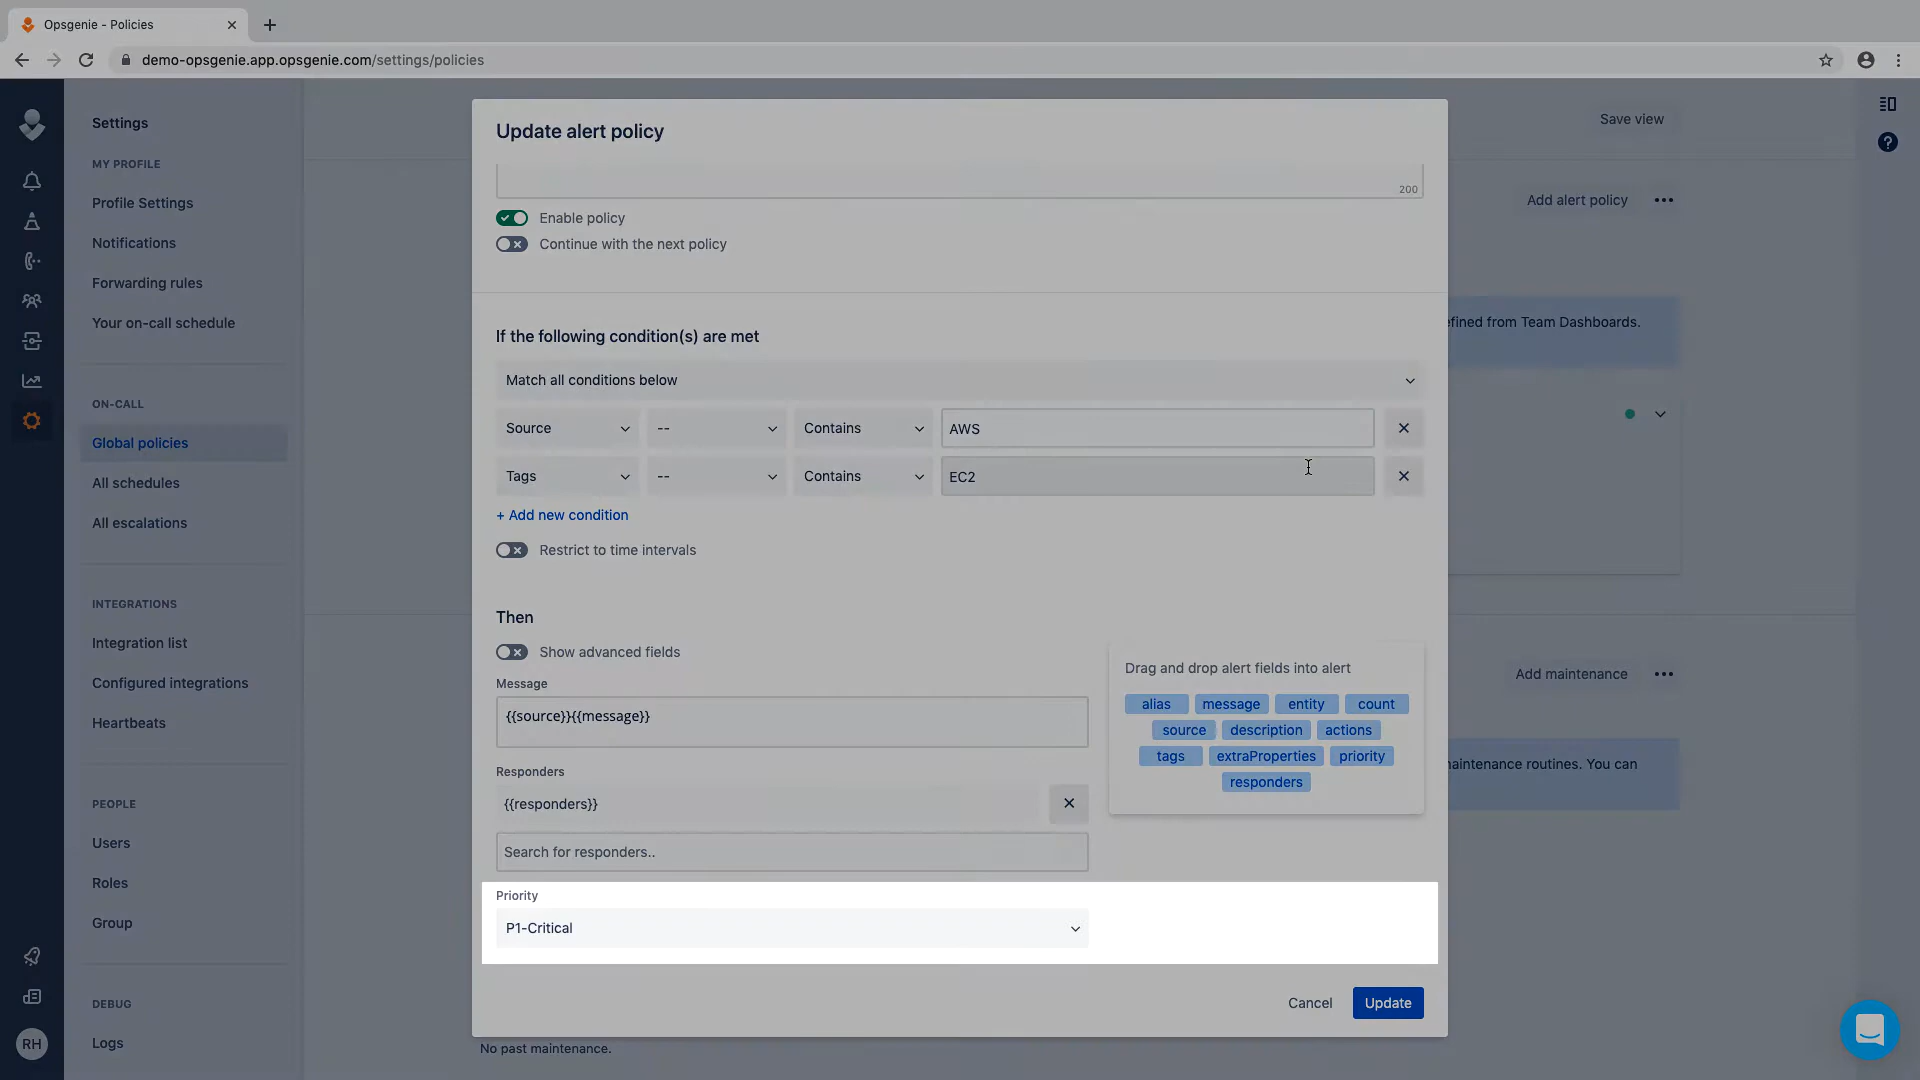 Opsgenie - Policies
demo-opsgenie.app.opsgenie.com/settings/policies
Settings
MY PROFILE
Profile Settings
Notifications
Forwarding rules
Your on-call schedule
ON-CALL
Global policies
All schedules
All escalations
INTEGRATIONS
Integration list
Configured integrations
Heartbeats
PEOPLE
Users
Roles
Group
DEBUG
Logs
RH
Update alert policy
200
Enable policy
Continue with the next policy
If the following condition(s) are met
Match all conditions below
Source -- Contains AWS
Tags -- Contains EC2
+ Add new condition
Restrict to time intervals
Then
Show advanced fields
Message
{{source}}{{message}}
Responders
{{responders}}
Search for responders..
Priority
P1-Critical
Drag and drop alert fields into alert
alias message entity count
source description actions
tags extraProperties priority
responders
Cancel Update
No past maintenance.
Save view
Add alert policy
efined from Team Dashboards.
Add maintenance
naintenance routines. You can